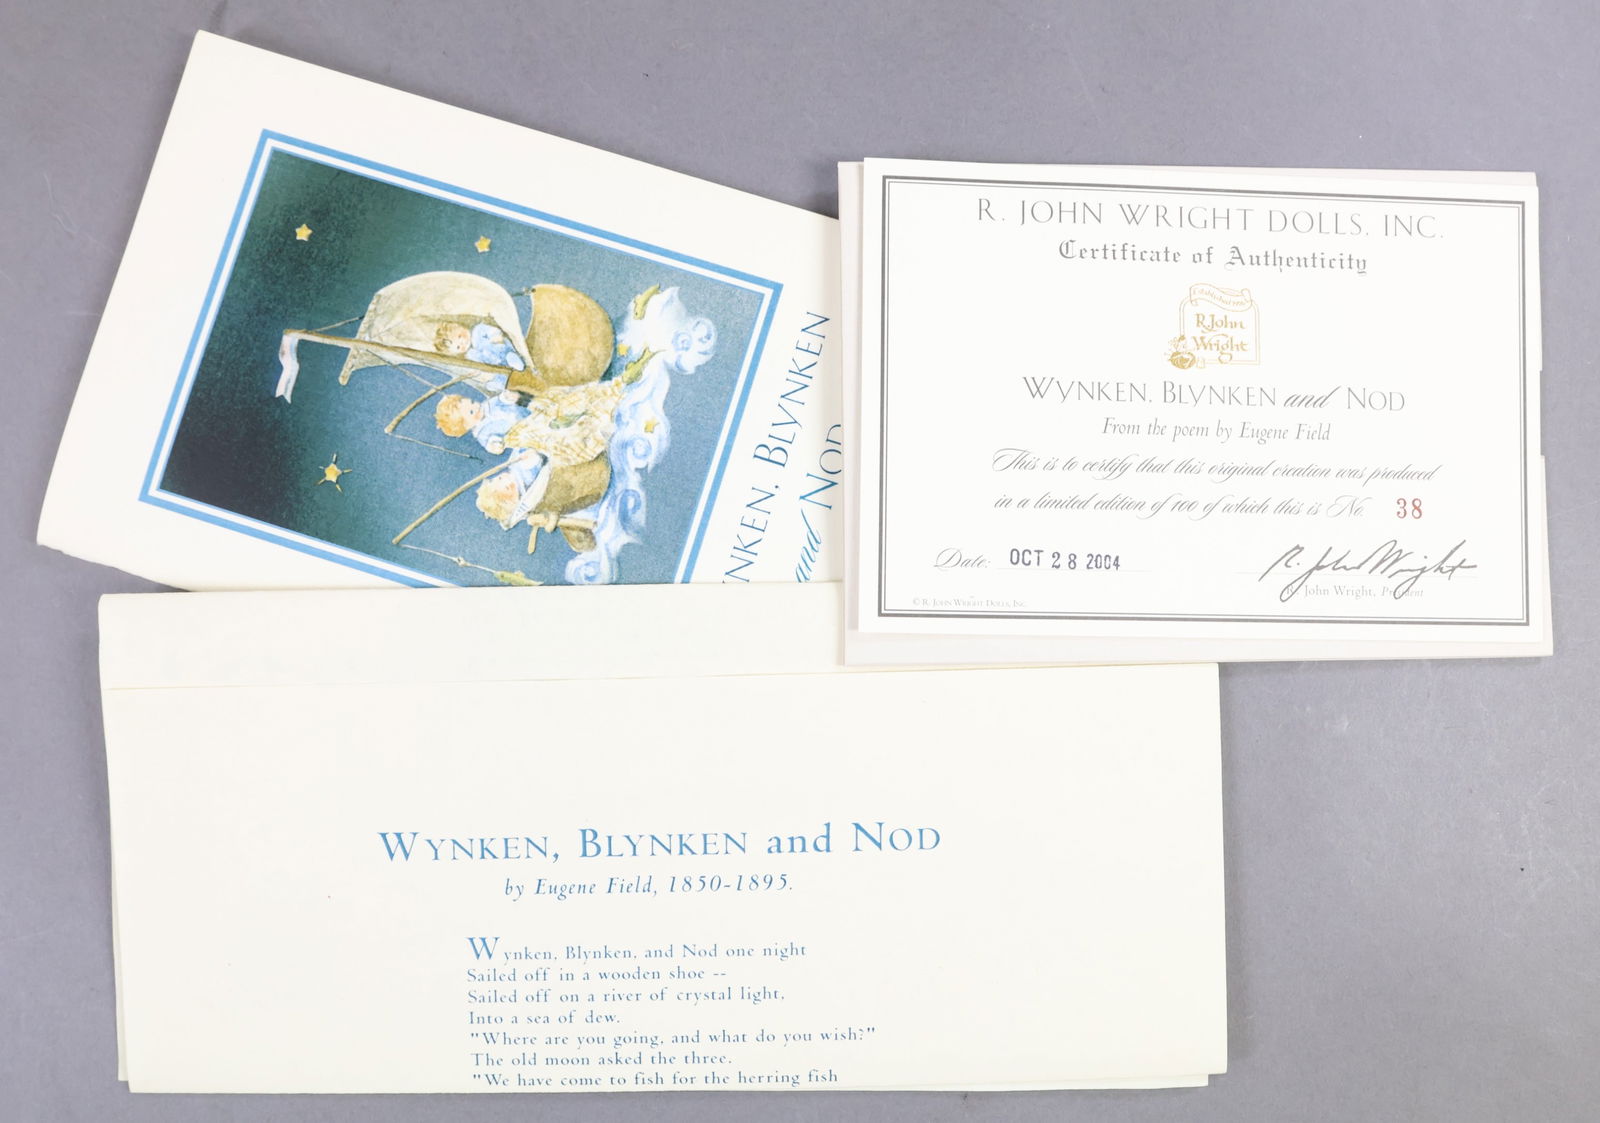 WYNKEN, BLYNKEN
and NOD
R. JOHN WRIGHT DOLLS, INC.
Certificate of Authenticity
Established 1981
R. John
Wright
WYNKEN, BLYNKEN and NOD
From the poem by Eugene Field
This is to certify that this original creation was produced
in a limited edition of 100 of which this is No. 38
Date: OCT 28 2004
R. John Wright
R. John Wright, President
© R. JOHN WRIGHT DOLLS, INC.
WYNKEN, BLYNKEN and NOD
by Eugene Field, 1850-1895.
Wynken, Blynken, and Nod one night
Sailed off in a wooden shoe --
Sailed off on a river of crystal light,
Into a sea of dew.
"Where are you going, and what do you wish?"
The old moon asked the three.
"We have come to fish for the herring fish